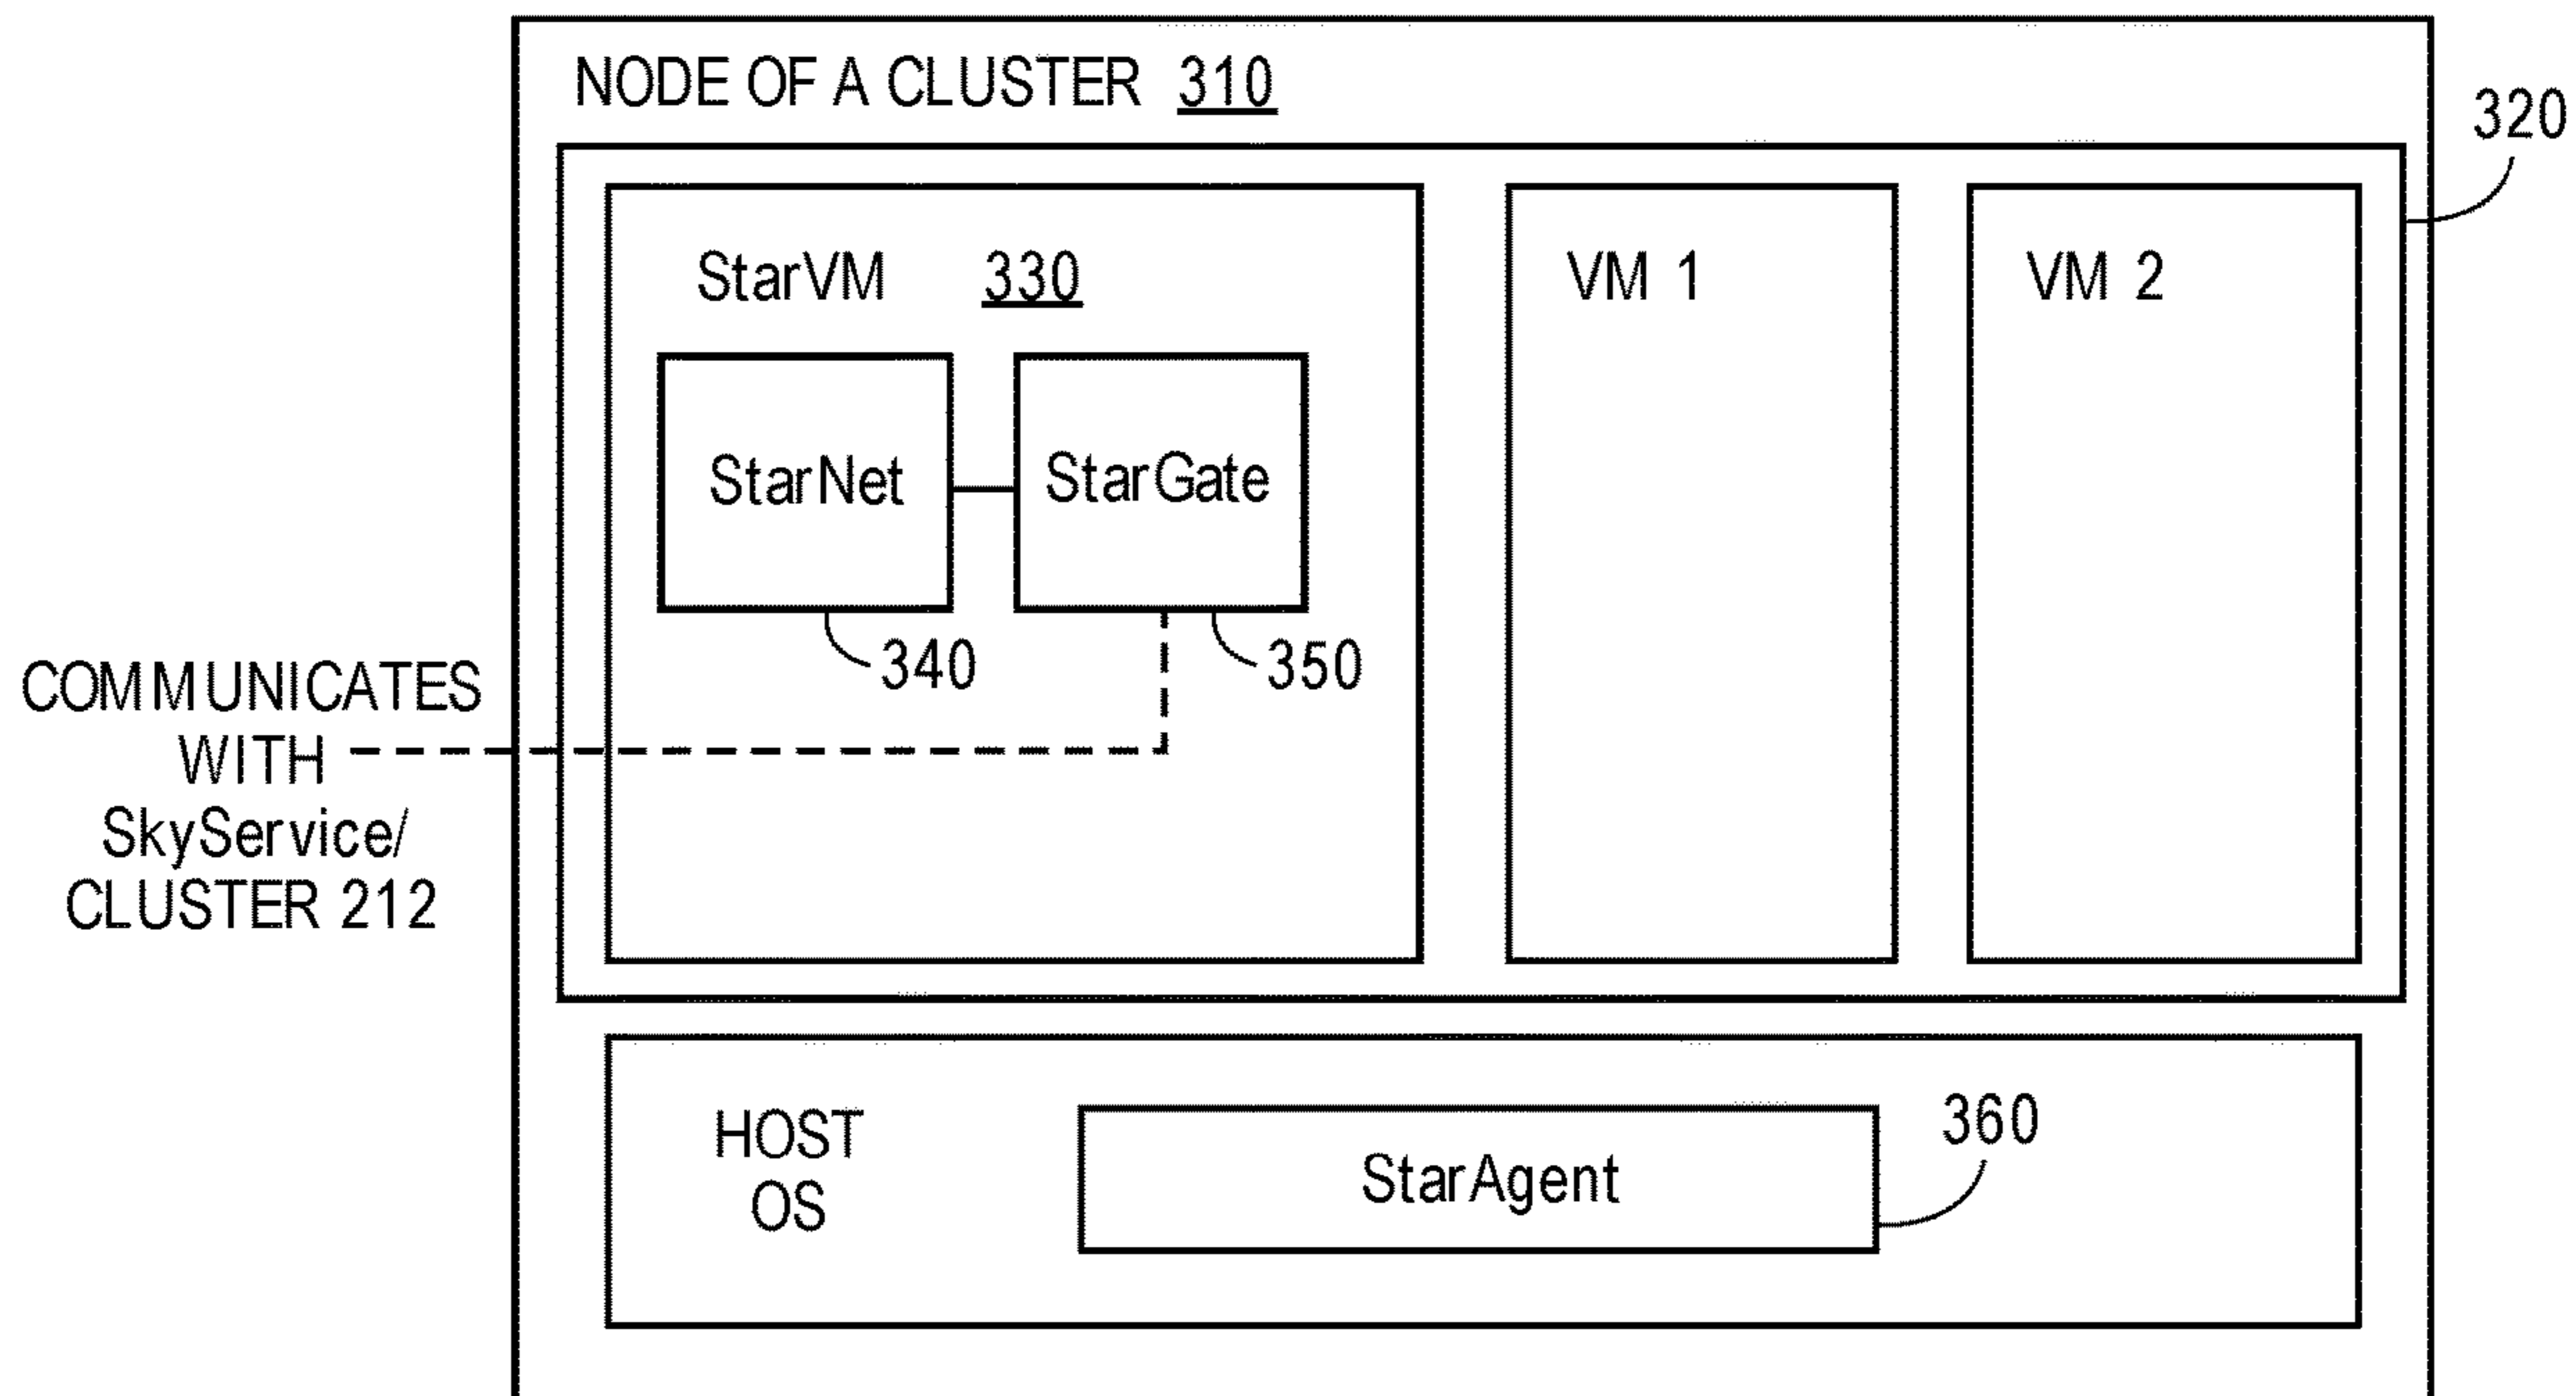 NODE OF A CLUSTER 310
320
StarVM 330
VM 1
VM 2
StarNet
StarGate
340
350
COMMUNICATES
WITH
SkyService/
CLUSTER 212
HOST
OS
StarAgent
360